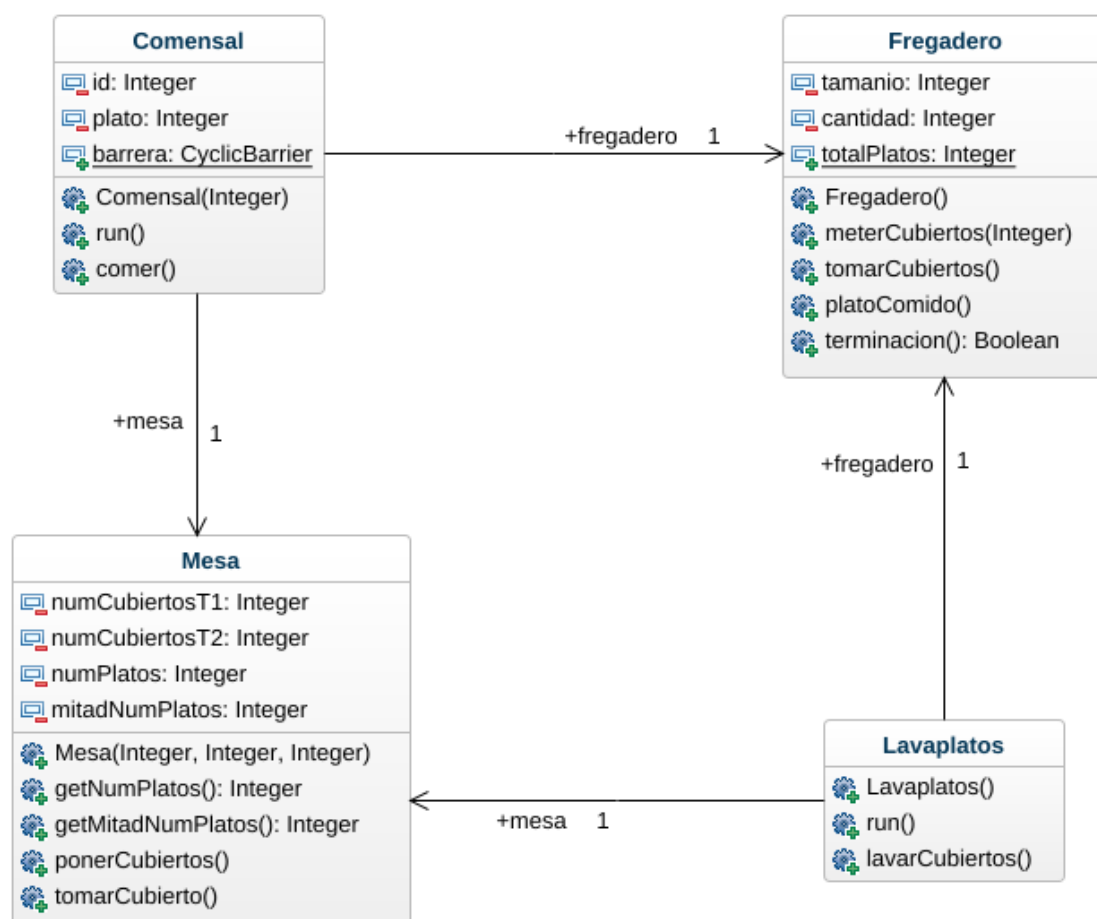 Comensal
id: Integer
plato: Integer
barrera: CyclicBarrier
Comensal(Integer)
run()
comer()
+fregadero 1
Fregadero
tamanio: Integer
cantidad: Integer
totalPlatos: Integer
Fregadero()
meterCubiertos(Integer)
tomarCubiertos()
platoComido()
terminacion(): Boolean
+mesa 1
+fregadero 1
Mesa
numCubiertosT1: Integer
numCubiertosT2: Integer
numPlatos: Integer
mitadNumPlatos: Integer
Mesa(Integer, Integer, Integer)
getNumPlatos(): Integer
getMitadNumPlatos(): Integer
ponerCubiertos()
tomarCubierto()
+mesa 1
Lavaplatos
Lavaplatos()
run()
lavarCubiertos()